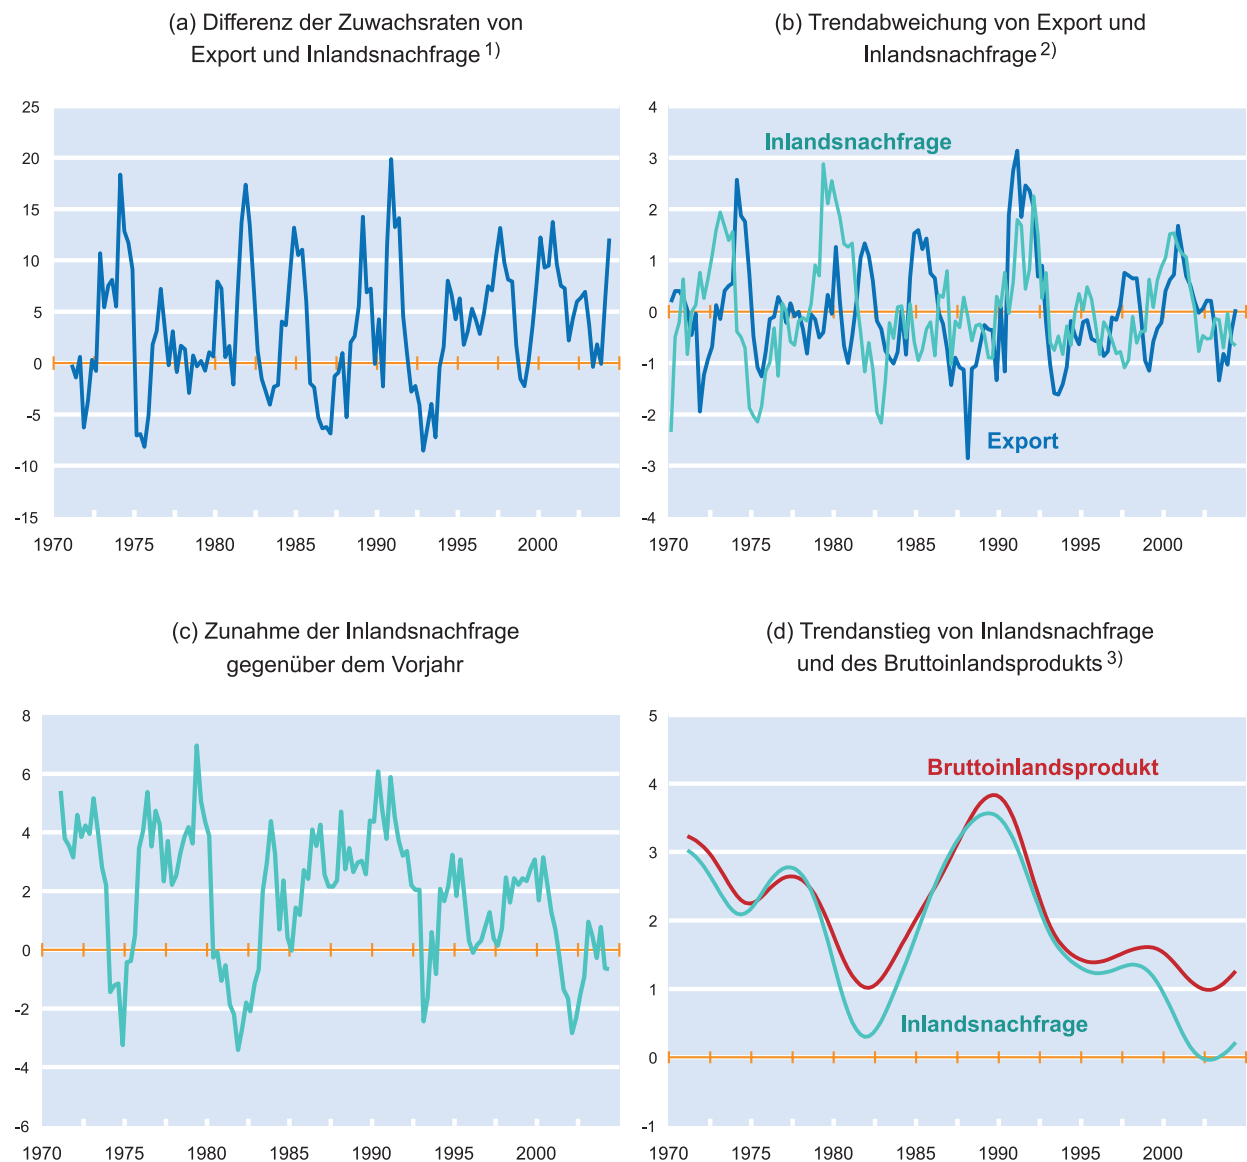 (a) Differenz der Zuwachsraten von
Export und Inlandsnachfrage 1)
25
20
15
10
5
0
-5
-10
-15
1970 1975 1980 1985 1990 1995 2000
(b) Trendabweichung von Export und
Inlandsnachfrage 2)
4
3
2
1
0
-1
-2
-3
-4
Inlandsnachfrage
Export
1970 1975 1980 1985 1990 1995 2000
(c) Zunahme der Inlandsnachfrage
gegenüber dem Vorjahr
8
6
4
2
0
-2
-4
-6
1970 1975 1980 1985 1990 1995 2000
(d) Trendanstieg von Inlandsnachfrage
und des Bruttoinlandsprodukts 3)
5
4
3
2
1
0
-1
Bruttoinlandsprodukt
Inlandsnachfrage
1970 1975 1980 1985 1990 1995 2000